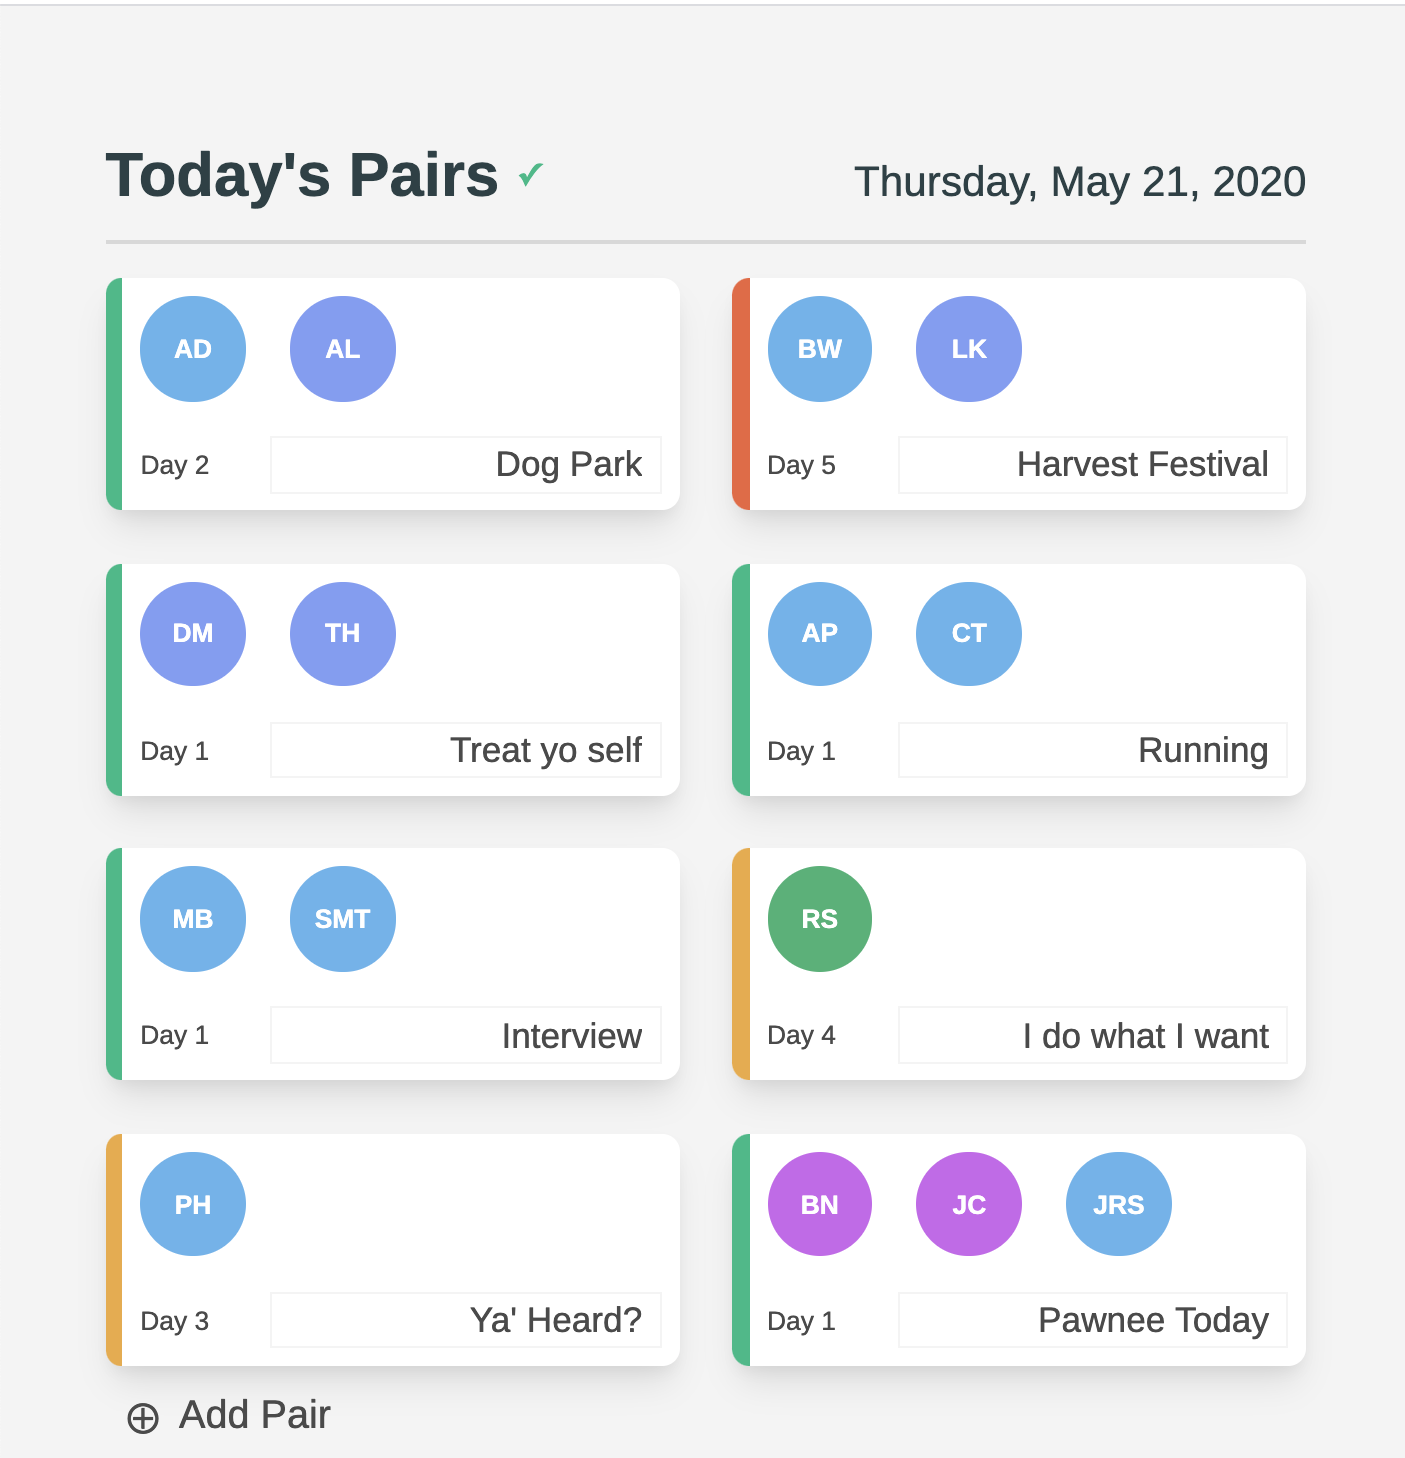 Today's Pairs
Thursday, May 21, 2020
AD AL
Day 2 Dog Park
BW LK
Day 5 Harvest Festival
DM TH
Day 1 Treat yo self
AP CT
Day 1 Running
MB SMT
Day 1 Interview
RS
Day 4 I do what I want
PH
Day 3 Ya' Heard?
BN JC JRS
Day 1 Pawnee Today
Add Pair